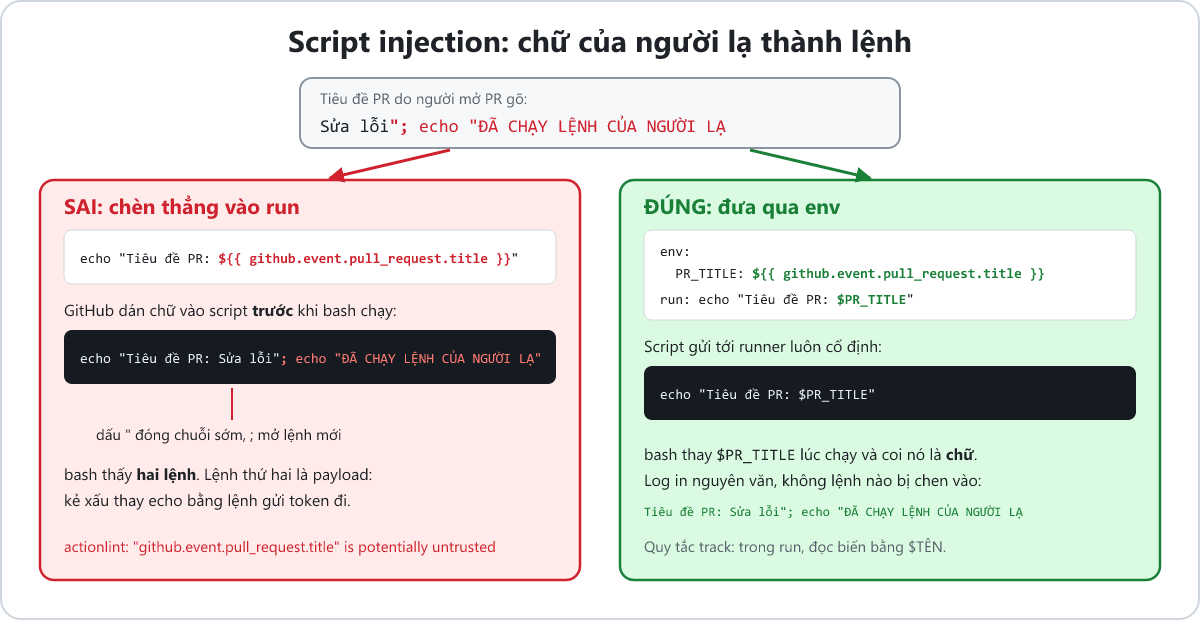 Script injection: chữ của người lạ thành lệnh
Tiêu đề PR do người mở PR gõ:
Sửa lỗi"; echo "ĐÃ CHẠY LỆNH CỦA NGƯỜI LẠ
SAI: chèn thẳng vào run
echo "Tiêu đề PR: ${{ github.event.pull_request.title }}"
GitHub dán chữ vào script trước khi bash chạy:
echo "Tiêu đề PR: Sửa lỗi"; echo "ĐÃ CHẠY LỆNH CỦA NGƯỜI LẠ"
dấu " đóng chuỗi sớm, ; mở lệnh mới
bash thấy hai lệnh. Lệnh thứ hai là payload:
kẻ xấu thay echo bằng lệnh gửi token đi.
actionlint: "github.event.pull_request.title" is potentially untrusted
ĐÚNG: đưa qua env
env:
PR_TITLE: ${{ github.event.pull_request.title }}
run: echo "Tiêu đề PR: $PR_TITLE"
Script gửi tới runner luôn cố định:
echo "Tiêu đề PR: $PR_TITLE"
bash thay $PR_TITLE lúc chạy và coi nó là chữ.
Log in nguyên văn, không lệnh nào bị chen vào:
Tiêu đề PR: Sửa lỗi"; echo "ĐÃ CHẠY LỆNH CỦA NGƯỜI LẠ
Quy tắc track: trong run, đọc biến bằng $TÊN.